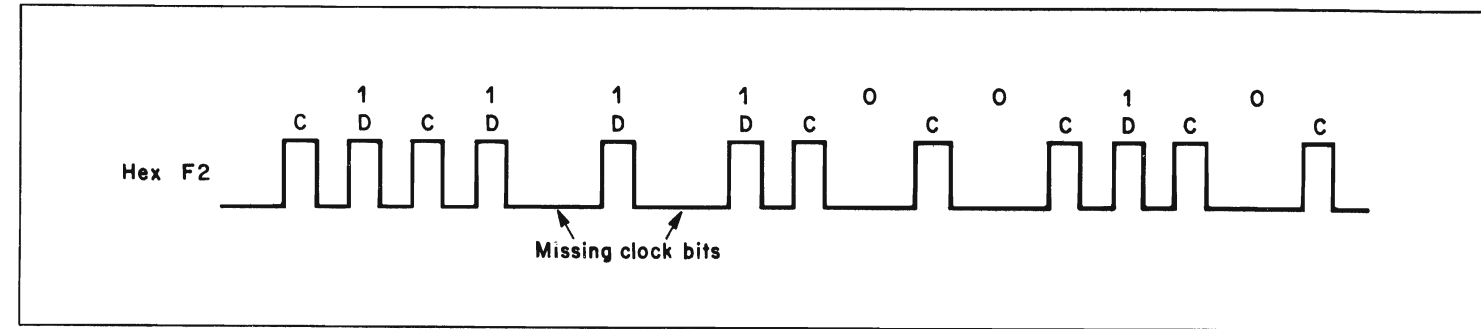 1 1 1 1 0 0 1 0
C D C D D D C C C D C C
Hex F2
Missing clock bits